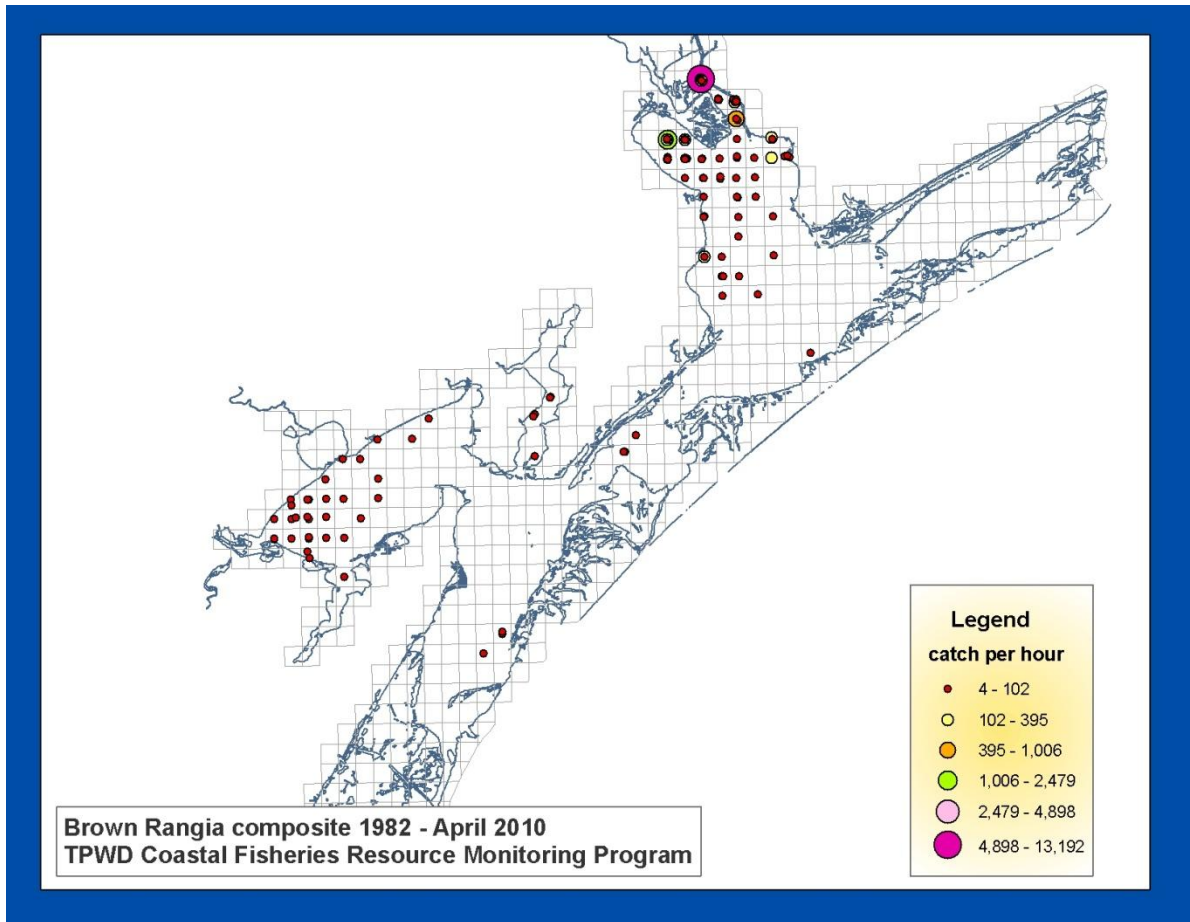 Legend
catch per hour
4 - 102
102 - 395
395 - 1,006
1,006 - 2,479
2,479 - 4,898
4,898 - 13,192
Brown Rangia composite 1982 - April 2010
TPWD Coastal Fisheries Resource Monitoring Program